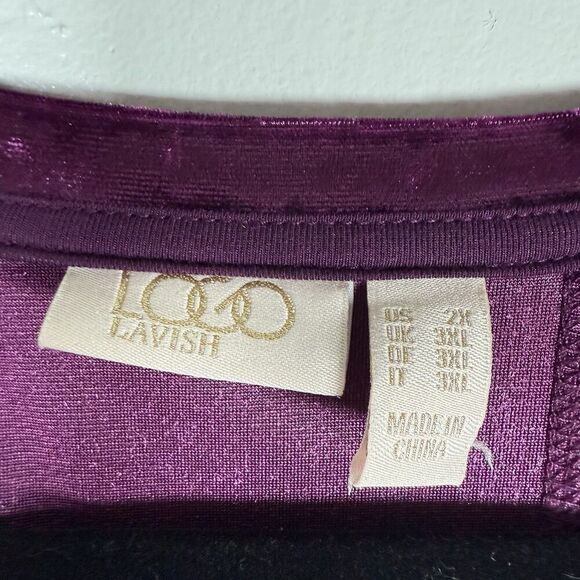 LOGO
LAVISH
US 2X
UK 3XL
DE 3XL
IT 3XL
MADE IN
CHINA